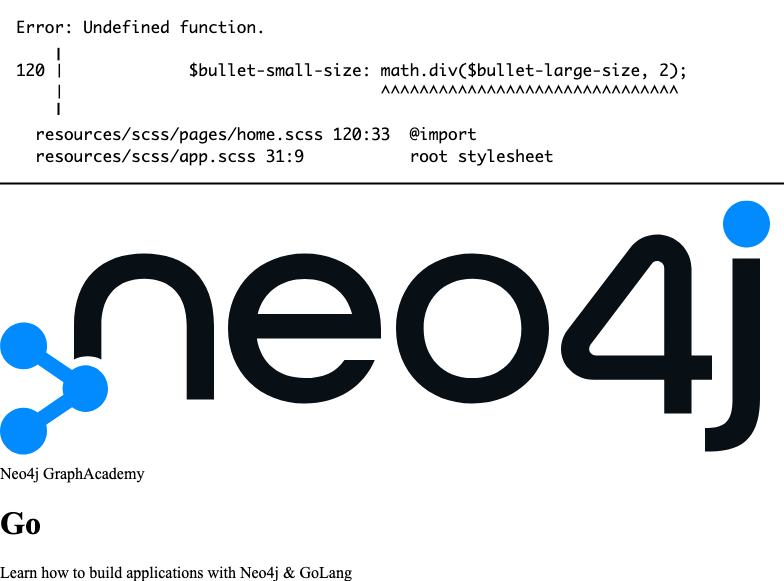 Error: Undefined function.
120 | $bullet-small-size: math.div($bullet-large-size, 2);
| ^^^^^^^^^^^^^^^^^^^^^^^^^^^^^^^
resources/scss/pages/home.scss 120:33 @import
resources/scss/app.scss 31:9 root stylesheet
neo4j
Neo4j GraphAcademy
Go
Learn how to build applications with Neo4j & GoLang